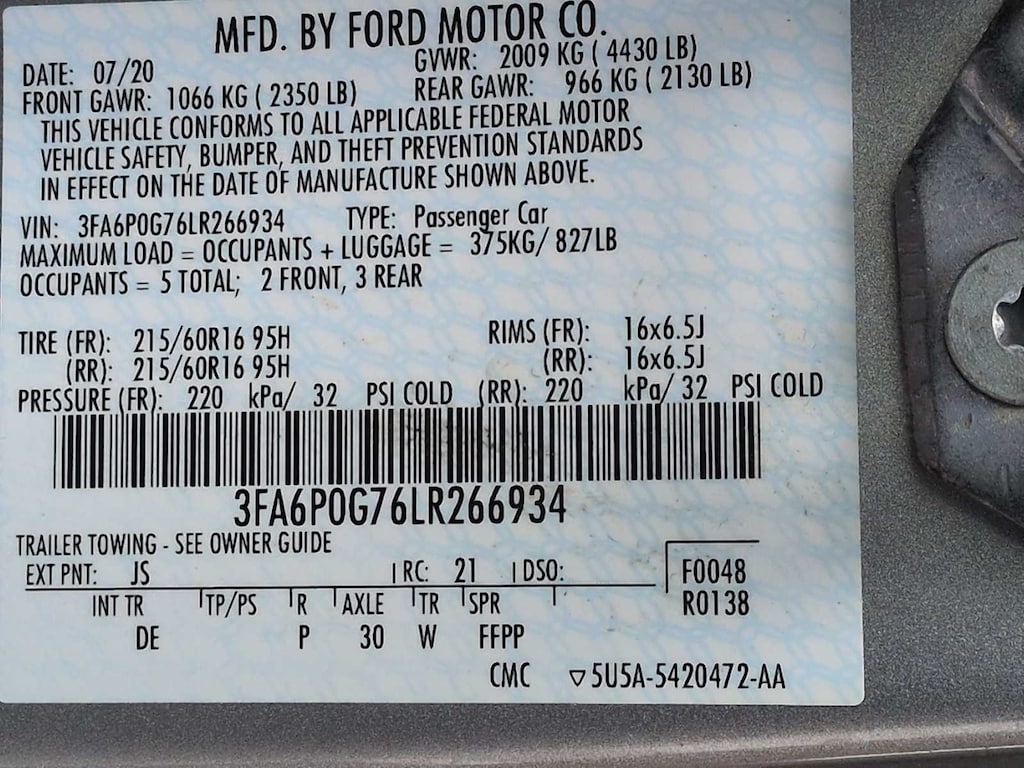 MFD. BY FORD MOTOR CO.
DATE: 07/20 GVWR: 2009 KG ( 4430 LB)
FRONT GAWR: 1066 KG ( 2350 LB) REAR GAWR: 966 KG ( 2130 LB)
THIS VEHICLE CONFORMS TO ALL APPLICABLE FEDERAL MOTOR
VEHICLE SAFETY, BUMPER, AND THEFT PREVENTION STANDARDS
IN EFFECT ON THE DATE OF MANUFACTURE SHOWN ABOVE.
VIN: 3FA6P0G76LR266934 TYPE: Passenger Car
MAXIMUM LOAD = OCCUPANTS + LUGGAGE = 375KG/ 827LB
OCCUPANTS = 5 TOTAL; 2 FRONT, 3 REAR
TIRE (FR): 215/60R16 95H RIMS (FR): 16x6.5J
(RR): 215/60R16 95H (RR): 16x6.5J
PRESSURE (FR): 220 kPa/ 32 PSI COLD (RR): 220 kPa/ 32 PSI COLD
3FA6P0G76LR266934
TRAILER TOWING - SEE OWNER GUIDE
EXT PNT: JS RC: 21 DSO: F0048
INT TR TP/PS R AXLE TR SPR R0138
DE P 30 W FFPP
CMC ▽5U5A-5420472-AA